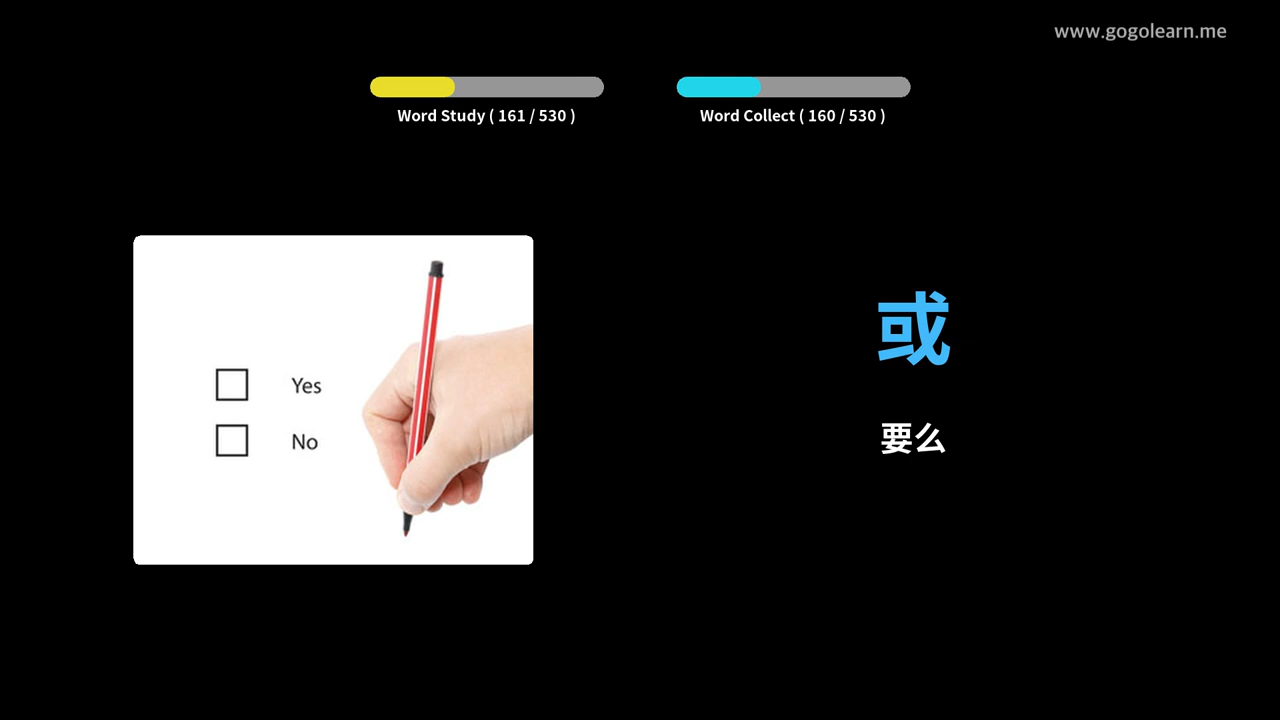 www.gogolearn.me
Word Study ( 161 / 530 )
Word Collect ( 160 / 530 )
Yes
No
或
要么